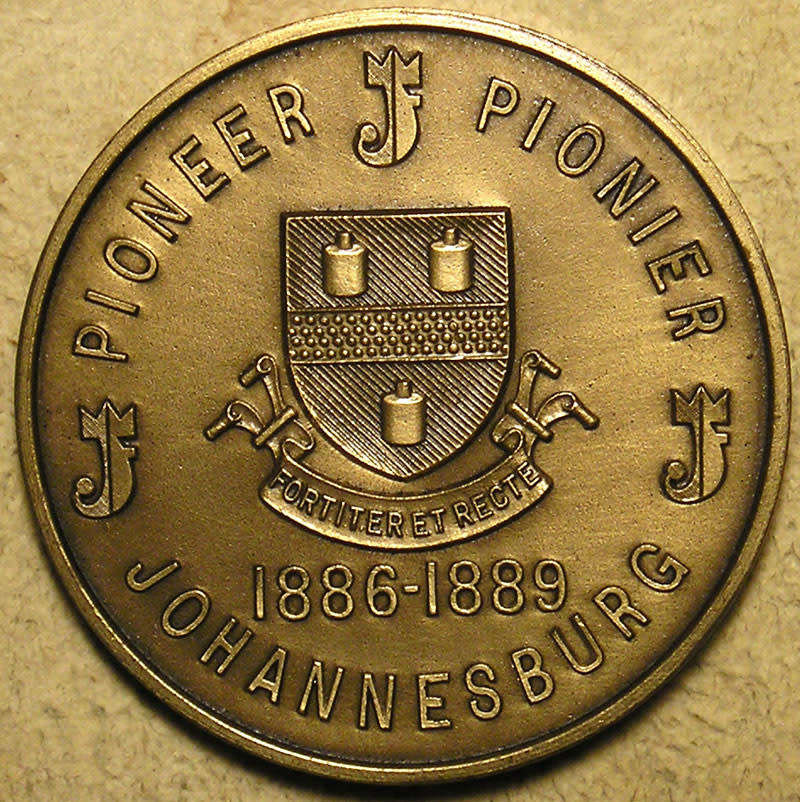 PIONEER PIONIER
FORTITER ET RECTE
1886-1889
JOHANNESBURG